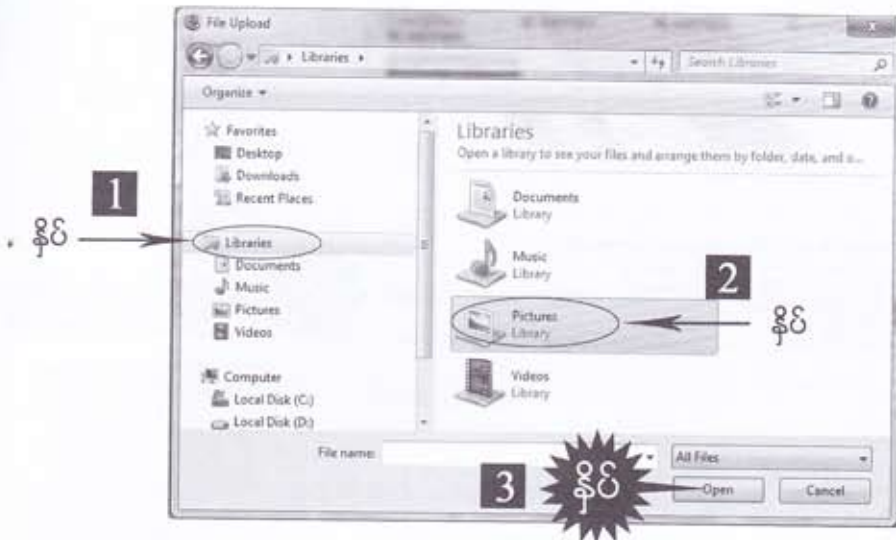 File Upload
Libraries
Search Libraries
Organize
Favorites
Desktop
Downloads
Recent Places
1
နှိပ်
Libraries
Documents
Music
Pictures
Videos
Computer
Local Disk (C:)
Local Disk (D:)
Libraries
Open a library to see your files and arrange them by folder, date, and o...
Documents
Library
Music
Library
2
Pictures
Library
နှိပ်
Videos
Library
File name:
All Files
3
နှိပ်
Open
Cancel